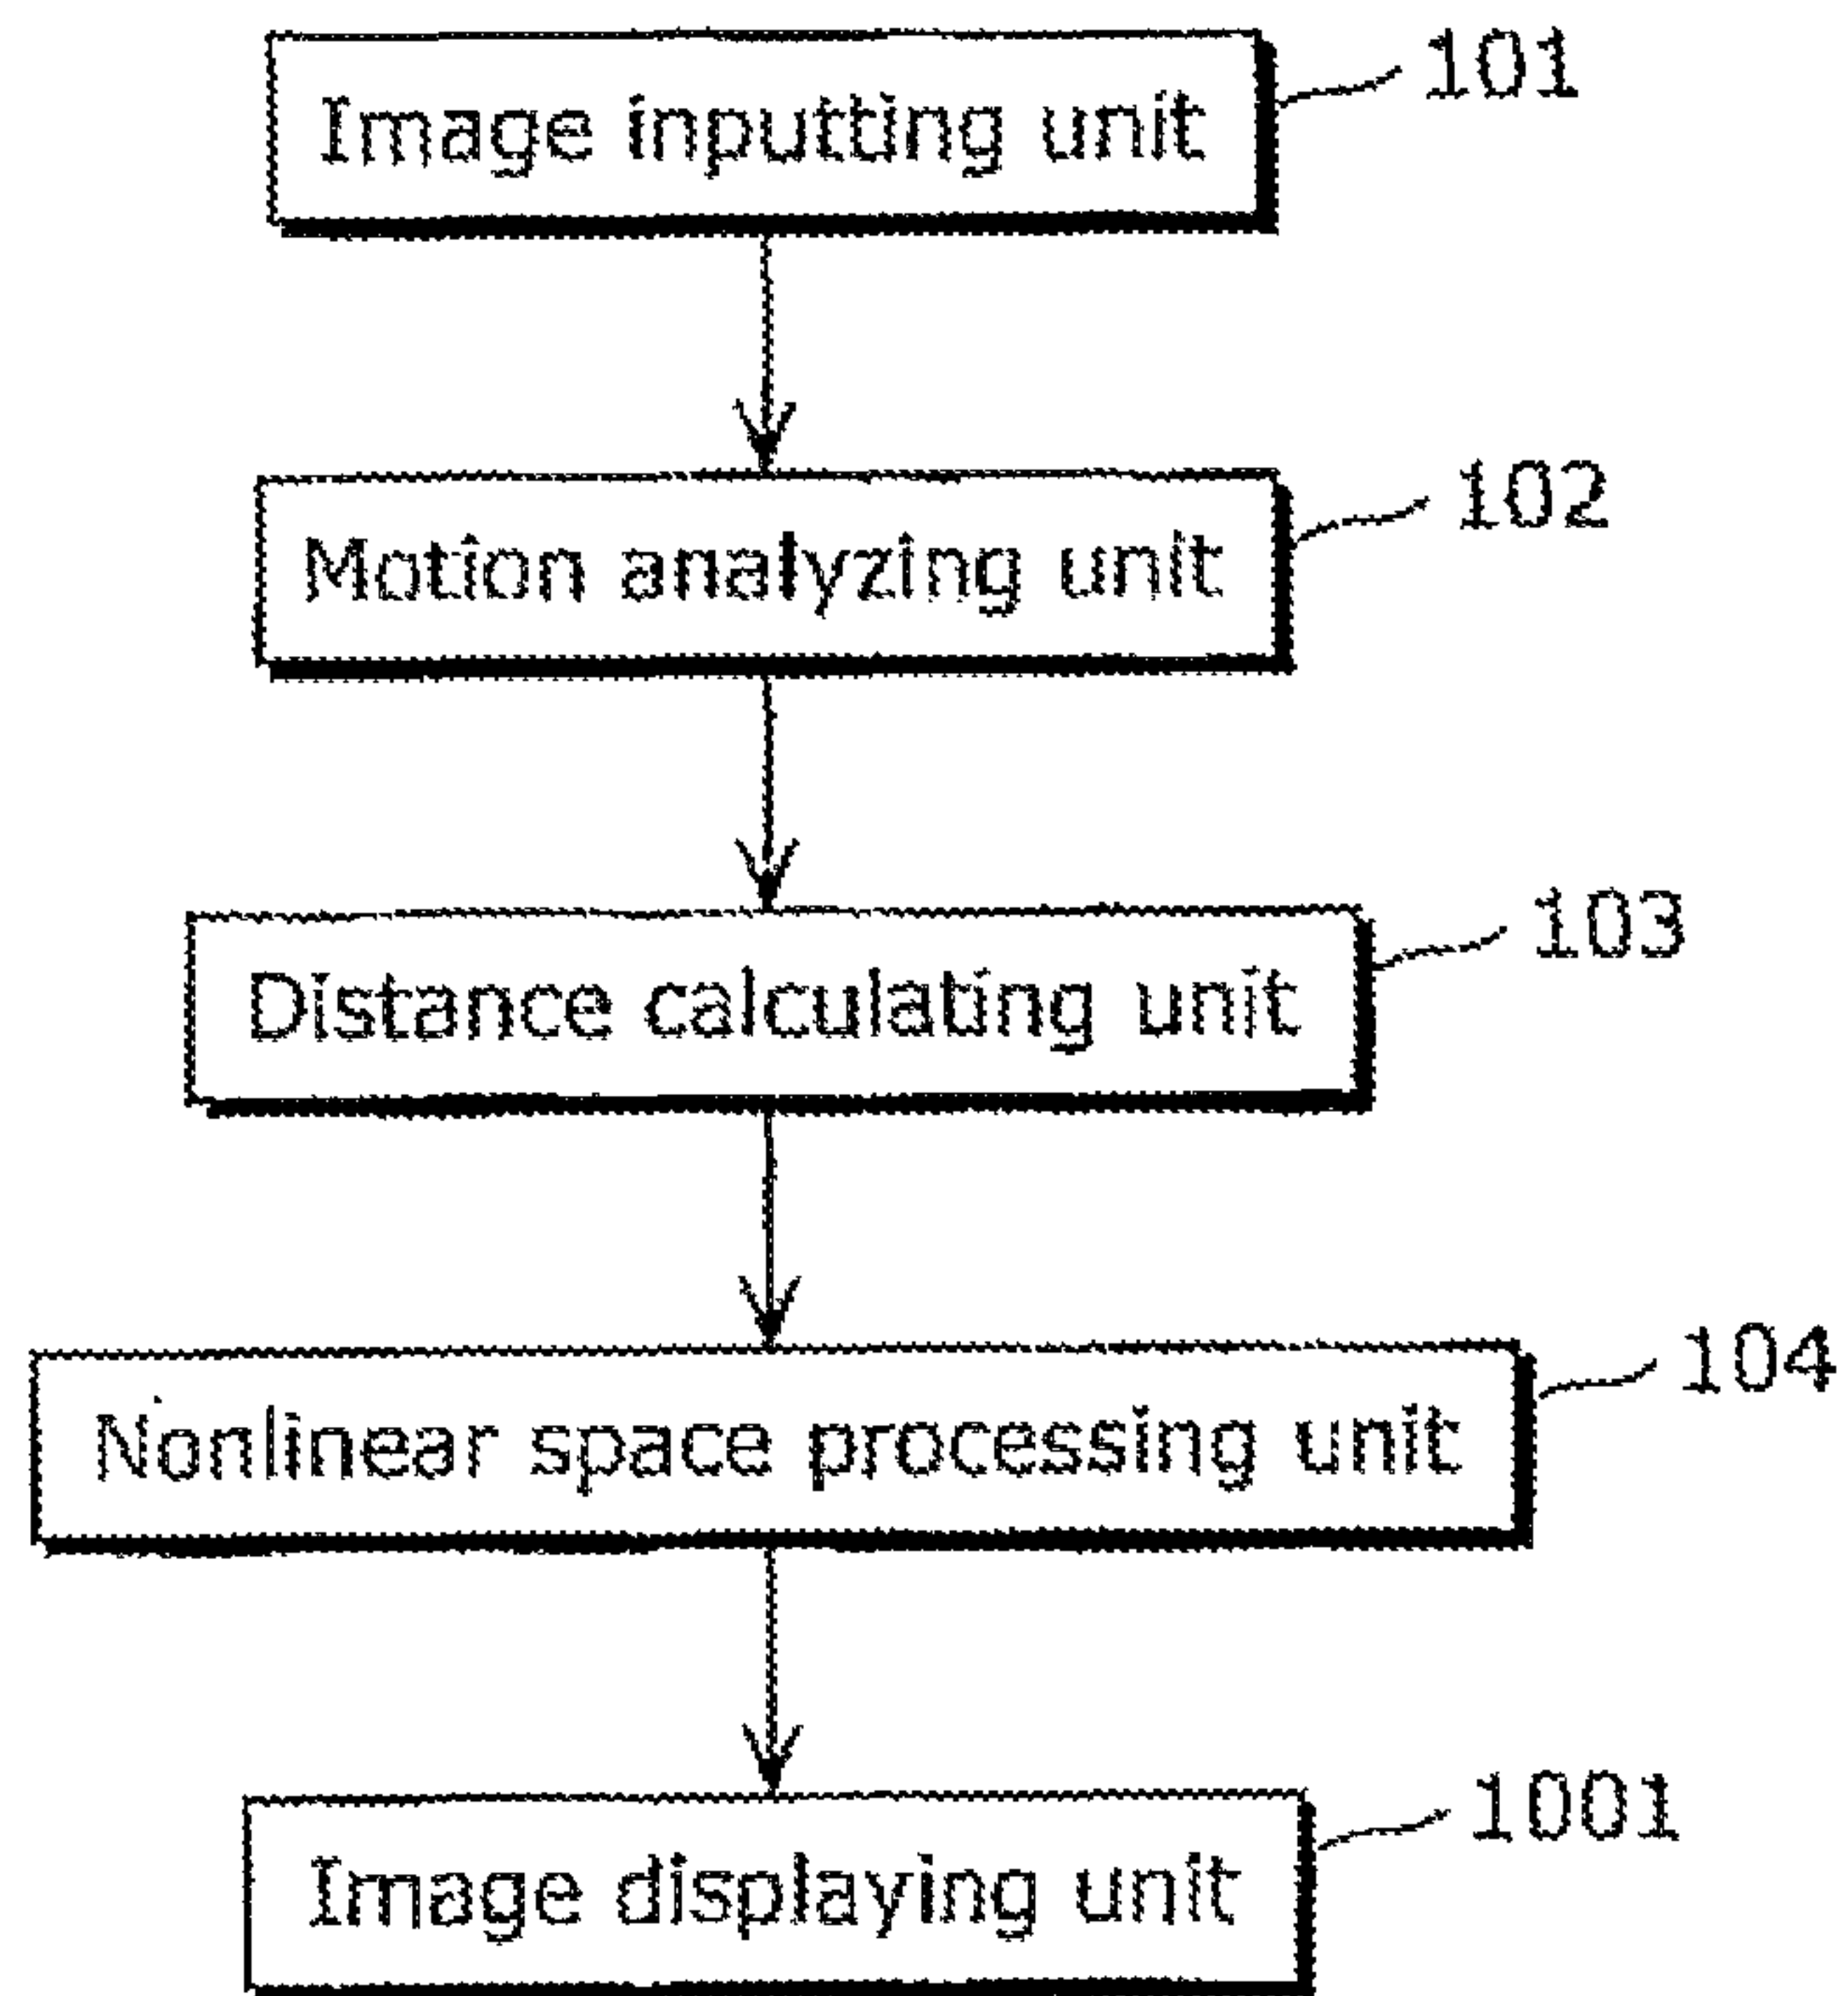 101
Image inputting unit
102
Motion analyzing unit
103
Distance calculating unit
104
Nonlinear space processing unit
1001
Image displaying unit